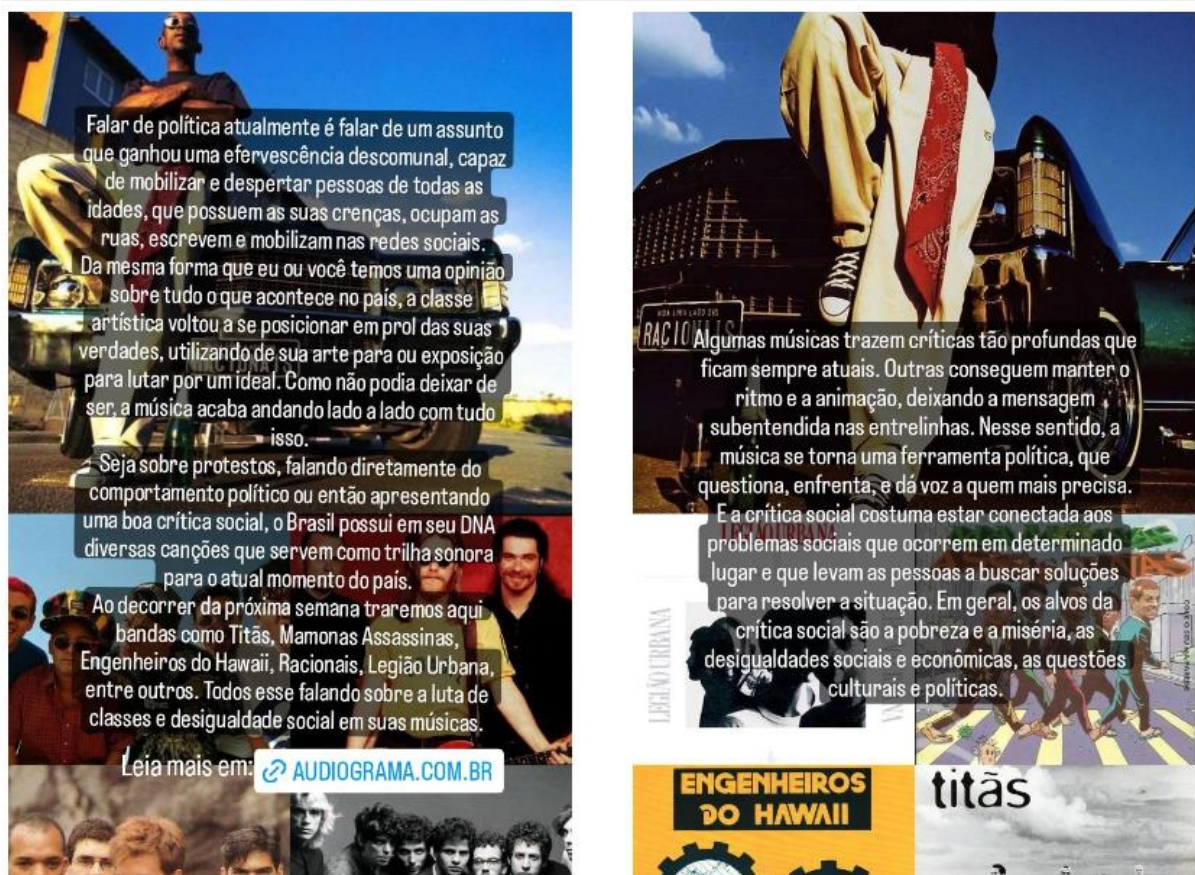 Falar de política atualmente é falar de um assunto
que ganhou uma efervescência descomunal, capaz
de mobilizar e despertar pessoas de todas as
idades, que possuem as suas crenças, ocupam as
ruas, escrevem e mobilizam nas redes sociais.
Da mesma forma que eu ou você temos uma opinião
sobre tudo o que acontece no país, a classe
artística voltou a se posicionar em prol das suas
verdades, utilizando de sua arte para ou exposição
para lutar por um ideal. Como não podia deixar de
ser, a música acaba andando lado a lado com tudo
isso.
Seja sobre protestos, falando diretamente do
comportamento político ou então apresentando
uma boa crítica social, o Brasil possui em seu DNA
diversas canções que servem como trilha sonora
para o atual momento do país.
Ao decorrer da próxima semana traremos aqui
bandas como Titãs, Mamonas Assassinas,
Engenheiros do Hawaii, Racionais, Legião Urbana,
entre outros. Todos esse falando sobre a luta de
classes e desigualdade social em suas músicas.
Leia mais em: AUDIOGRAMA.COM.BR
RACIONAIS
Algumas músicas trazem críticas tão profundas que
ficam sempre atuais. Outras conseguem manter o
ritmo e a animação, deixando a mensagem
subentendida nas entrelinhas. Nesse sentido, a
música se torna uma ferramenta política, que
questiona, enfrenta, e dá voz a quem mais precisa.
E a crítica social costuma estar conectada aos
problemas sociais que ocorrem em determinado
lugar e que levam as pessoas a buscar soluções
para resolver a situação. Em geral, os alvos da
crítica social são a pobreza e a miséria, as
desigualdades sociais e econômicas, as questões
culturais e políticas.
LEGIÃO URBANA
ENGENHEIROS
DO HAWAII
titãs